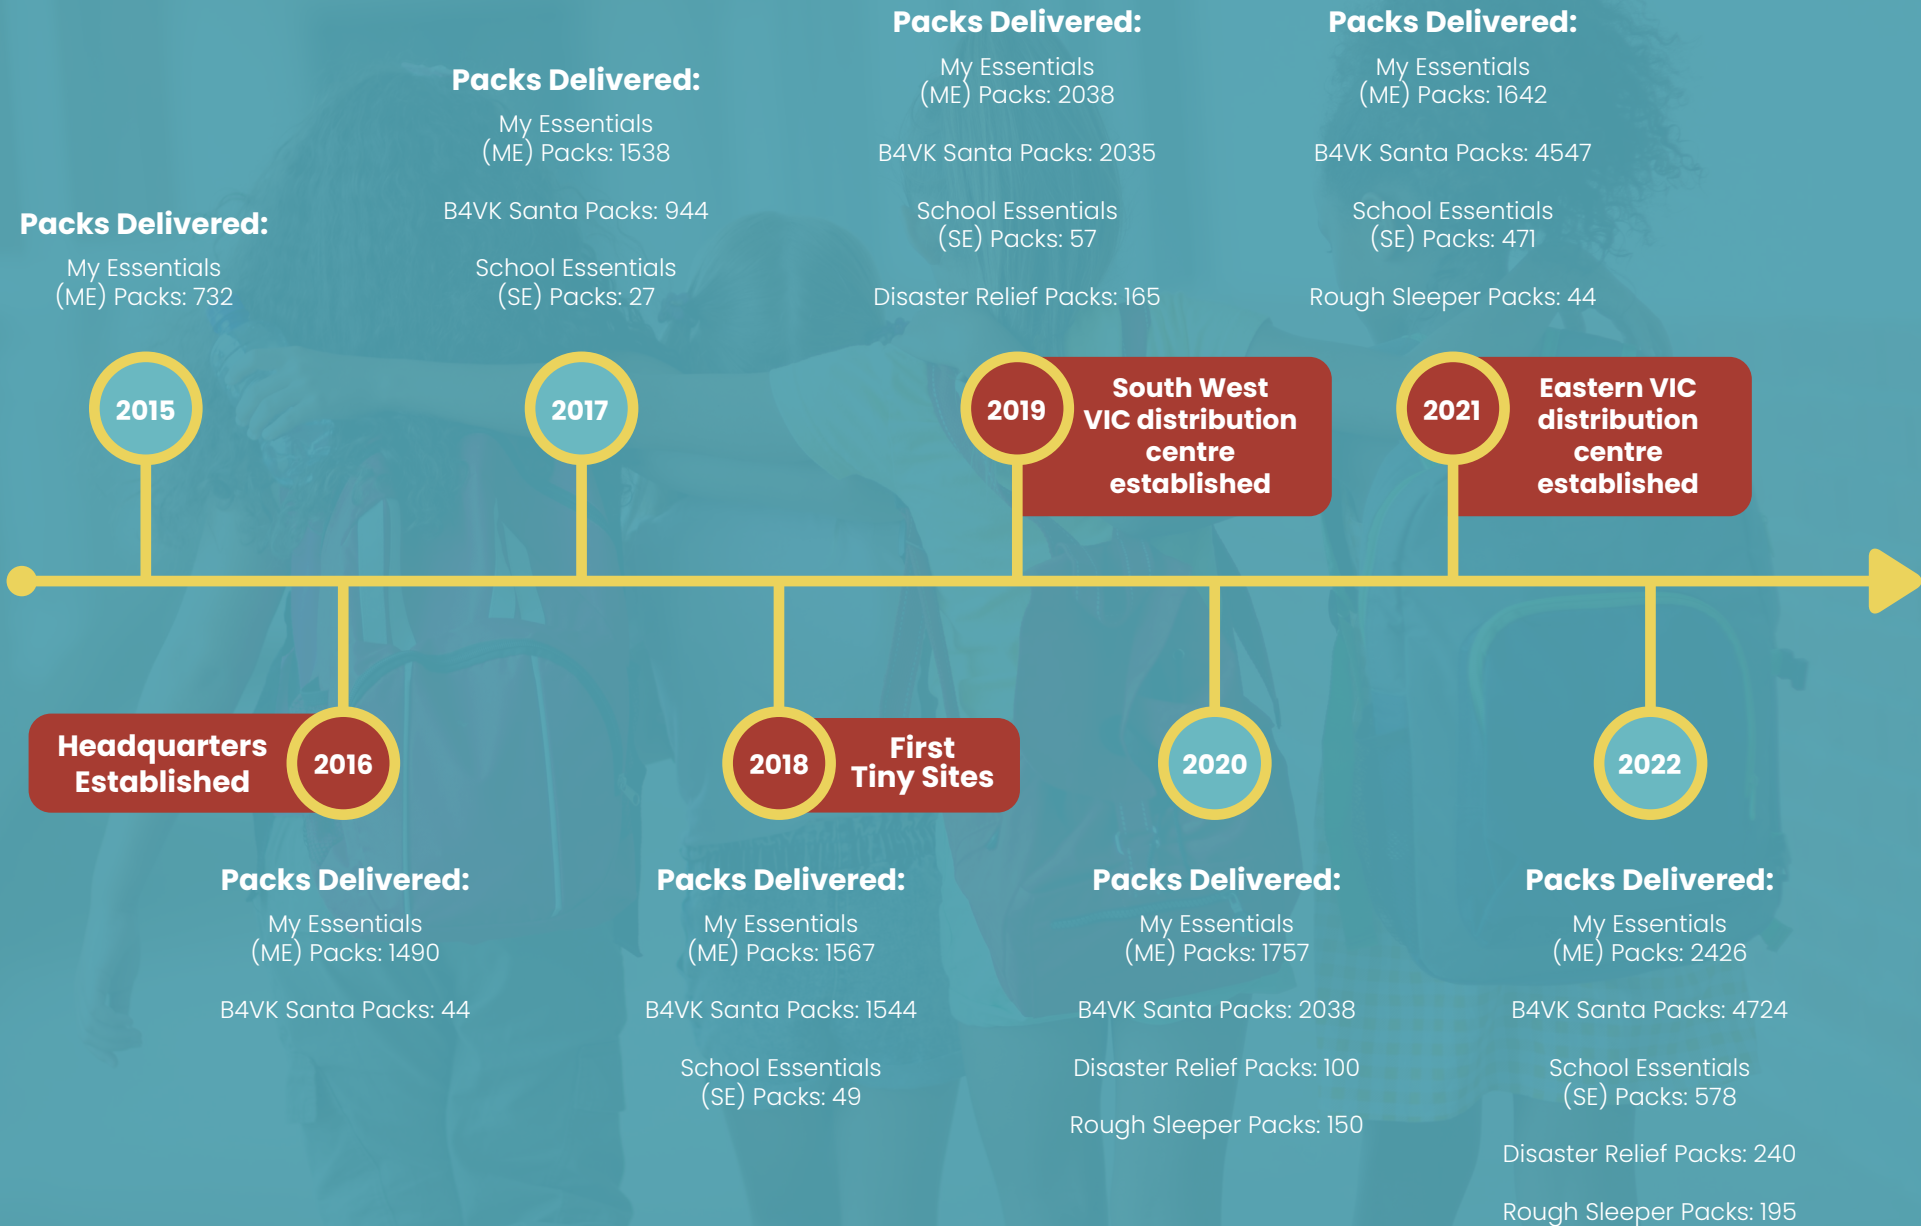 Packs Delivered:
My Essentials
(ME) Packs: 732
2015
Headquarters
Established
2016
Packs Delivered:
My Essentials
(ME) Packs: 1490
B4VK Santa Packs: 44
Packs Delivered:
My Essentials
(ME) Packs: 1538
B4VK Santa Packs: 944
School Essentials
(SE) Packs: 27
2017
2018
First
Tiny Sites
Packs Delivered:
My Essentials
(ME) Packs: 1567
B4VK Santa Packs: 1544
School Essentials
(SE) Packs: 49
Packs Delivered:
My Essentials
(ME) Packs: 2038
B4VK Santa Packs: 2035
School Essentials
(SE) Packs: 57
Disaster Relief Packs: 165
2019
South West
VIC distribution
centre
established
2020
Packs Delivered:
My Essentials
(ME) Packs: 1757
B4VK Santa Packs: 2038
Disaster Relief Packs: 100
Rough Sleeper Packs: 150
Packs Delivered:
My Essentials
(ME) Packs: 1642
B4VK Santa Packs: 4547
School Essentials
(SE) Packs: 471
Rough Sleeper Packs: 44
2021
Eastern VIC
distribution
centre
established
2022
Packs Delivered:
My Essentials
(ME) Packs: 2426
B4VK Santa Packs: 4724
School Essentials
(SE) Packs: 578
Disaster Relief Packs: 240
Rough Sleeper Packs: 195